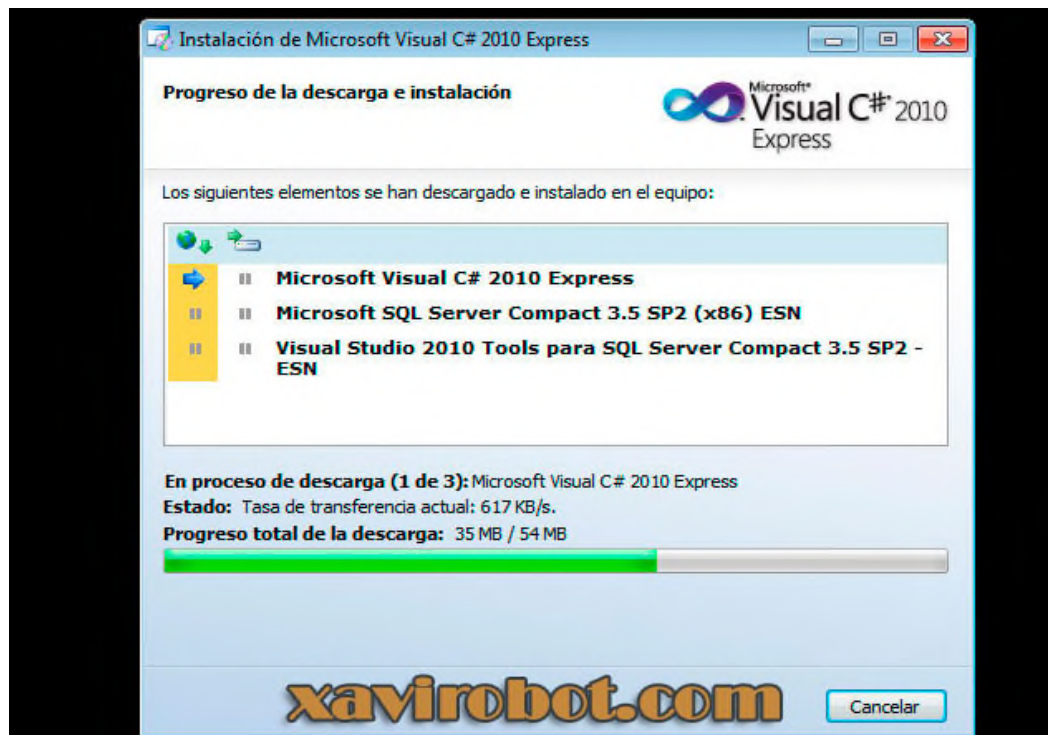 Instalación de Microsoft Visual C# 2010 Express
Progreso de la descarga e instalación
Microsoft®
Visual C#® 2010
Express
Los siguientes elementos se han descargado e instalado en el equipo:
Microsoft Visual C# 2010 Express
Microsoft SQL Server Compact 3.5 SP2 (x86) ESN
Visual Studio 2010 Tools para SQL Server Compact 3.5 SP2 -
ESN
En proceso de descarga (1 de 3): Microsoft Visual C# 2010 Express
Estado: Tasa de transferencia actual: 617 KB/s.
Progreso total de la descarga: 35 MB / 54 MB
xavirobot.com
Cancelar